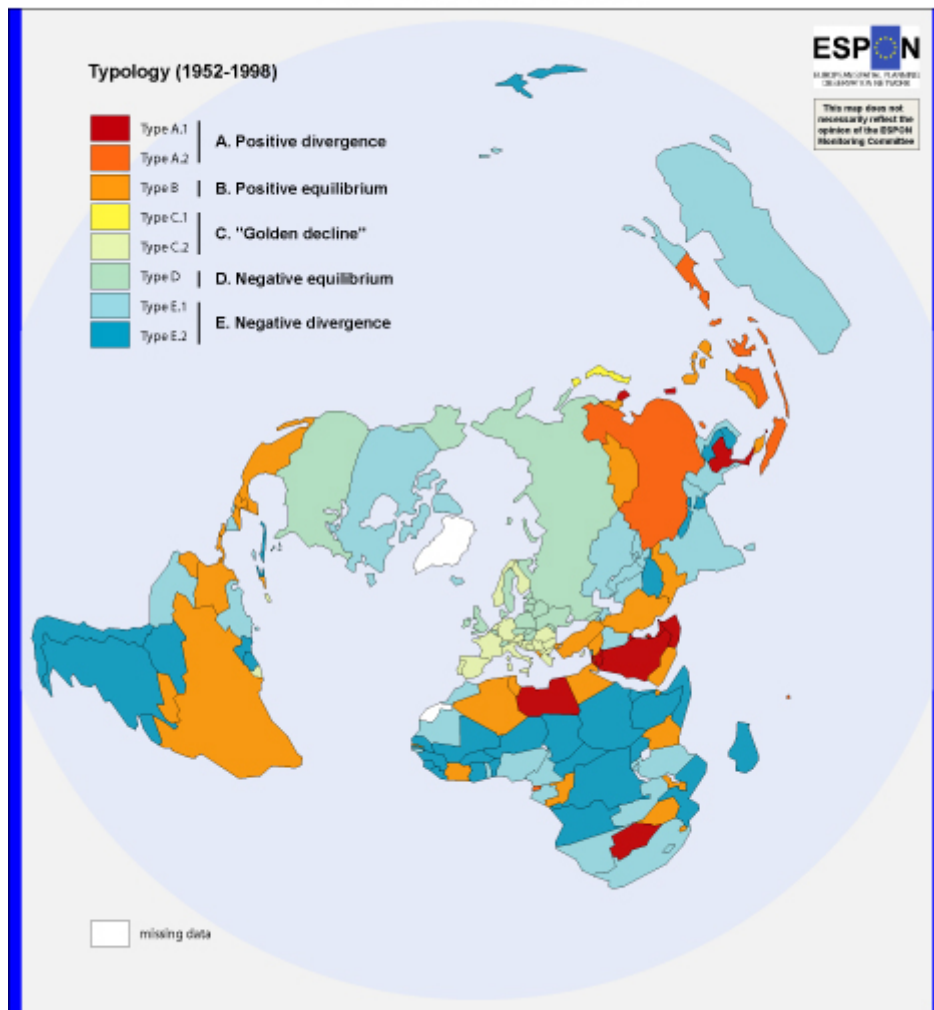 Typology (1952-1998)
Type A.1
Type A.2
A. Positive divergence
Type B
B. Positive equilibrium
Type C.1
Type C.2
C. "Golden decline"
Type D
D. Negative equilibrium
Type E.1
Type E.2
E. Negative divergence
missing data
ESPON
This map does not
necessarily reflect the
opinion of the ESPON
Monitoring Committee